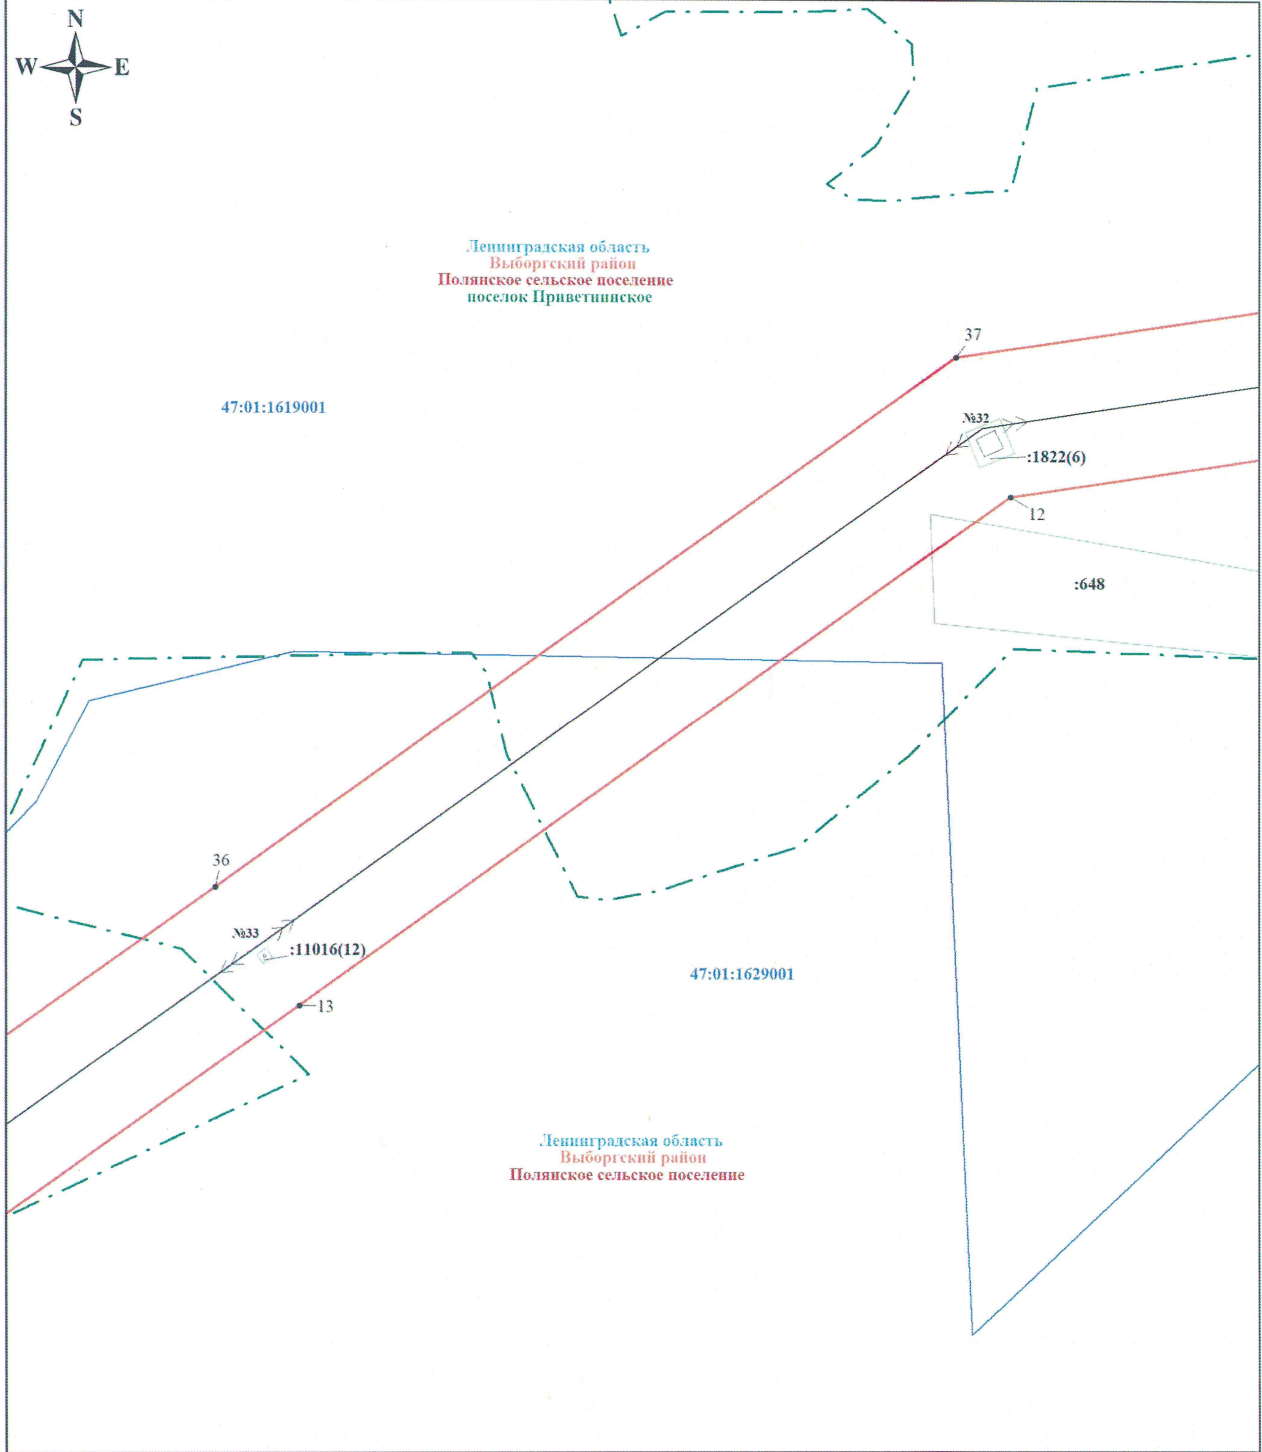 N
W E
S
Ленинградская область
Выборгский район
Полянское сельское поселение
поселок Приветнинское
37
47:01:1619001
№32
:1822(6)
12
:648
36
№33
:11016(12)
47:01:1629001
13
Ленинградская область
Выборгский район
Полянское сельское поселение